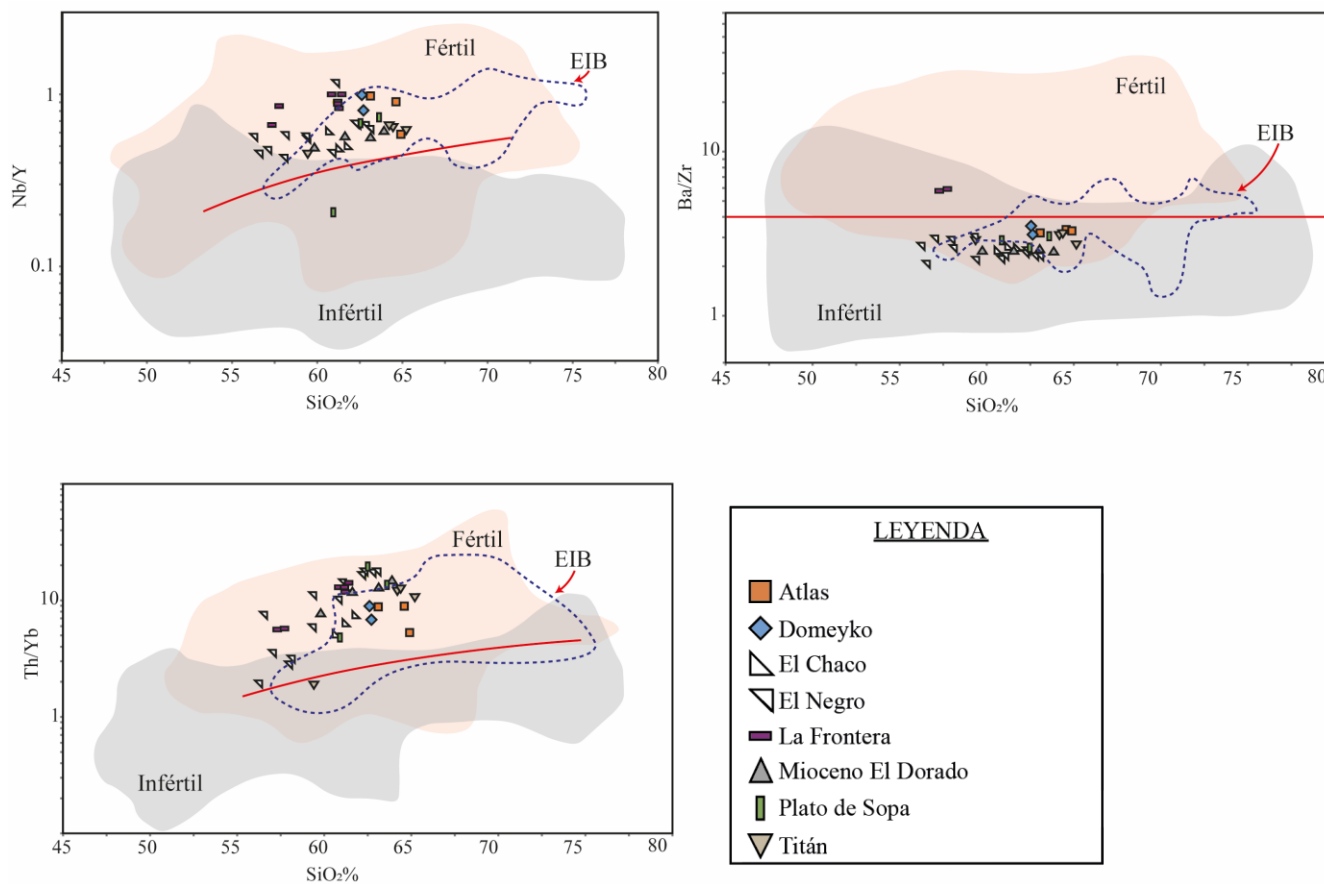 Fértil
EIB
1
0.1
Nb/Y
Infértil
45 50 55 60 65 70 75 80
SiO₂%
Fértil
EIB
10
1
Ba/Zr
Infértil
45 50 55 60 65 70 75 80
SiO₂%
Fértil
EIB
10
1
Th/Yb
Infértil
45 50 55 60 65 70 75 80
SiO₂%
LEYENDA
Atlas
Domeyko
El Chaco
El Negro
La Frontera
Mioceno El Dorado
Plato de Sopa
Titán